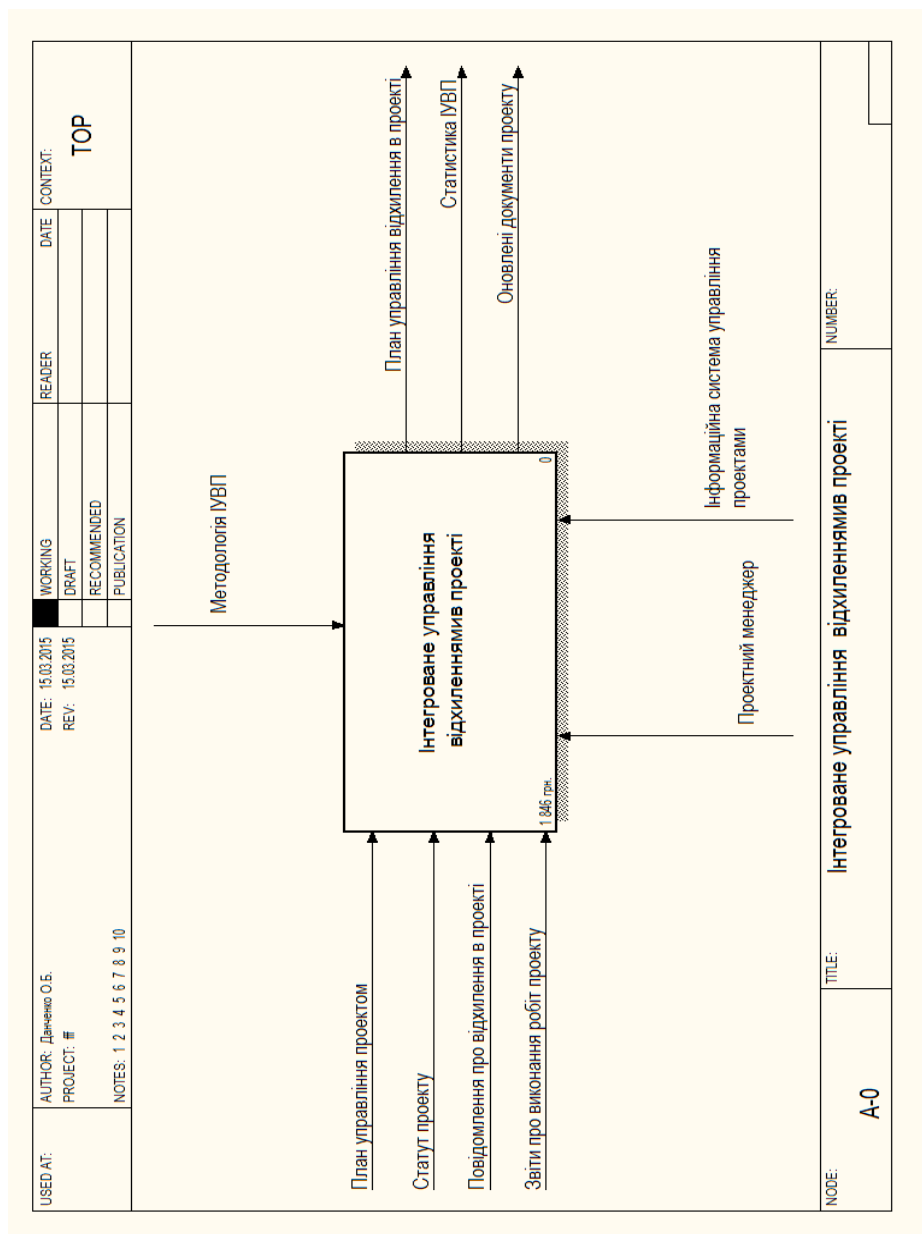 USED AT:
AUTHOR: Данченко О.Б.
PROJECT: fff
NOTES: 1 2 3 4 5 6 7 8 9 10
DATE: 15.03.2015
REV: 15.03.2015
WORKING
DRAFT
RECOMMENDED
PUBLICATION
READER
DATE
CONTEXT:
TOP
Методологія ІУВП
План управління проектом
Статут проекту
Повідомлення про відхилення в проекті
Звіти про виконання робіт проекту
Інтегроване управління
відхиленнямив проекті
1 846 грн.
0
План управління відхилення в проекті
Статистика ІУВП
Оновлені документи проекту
Проектний менеджер
Інформаційна система управління
проектами
NODE:
A-0
TITLE:
Інтегроване управління відхиленнямив проекті
NUMBER: